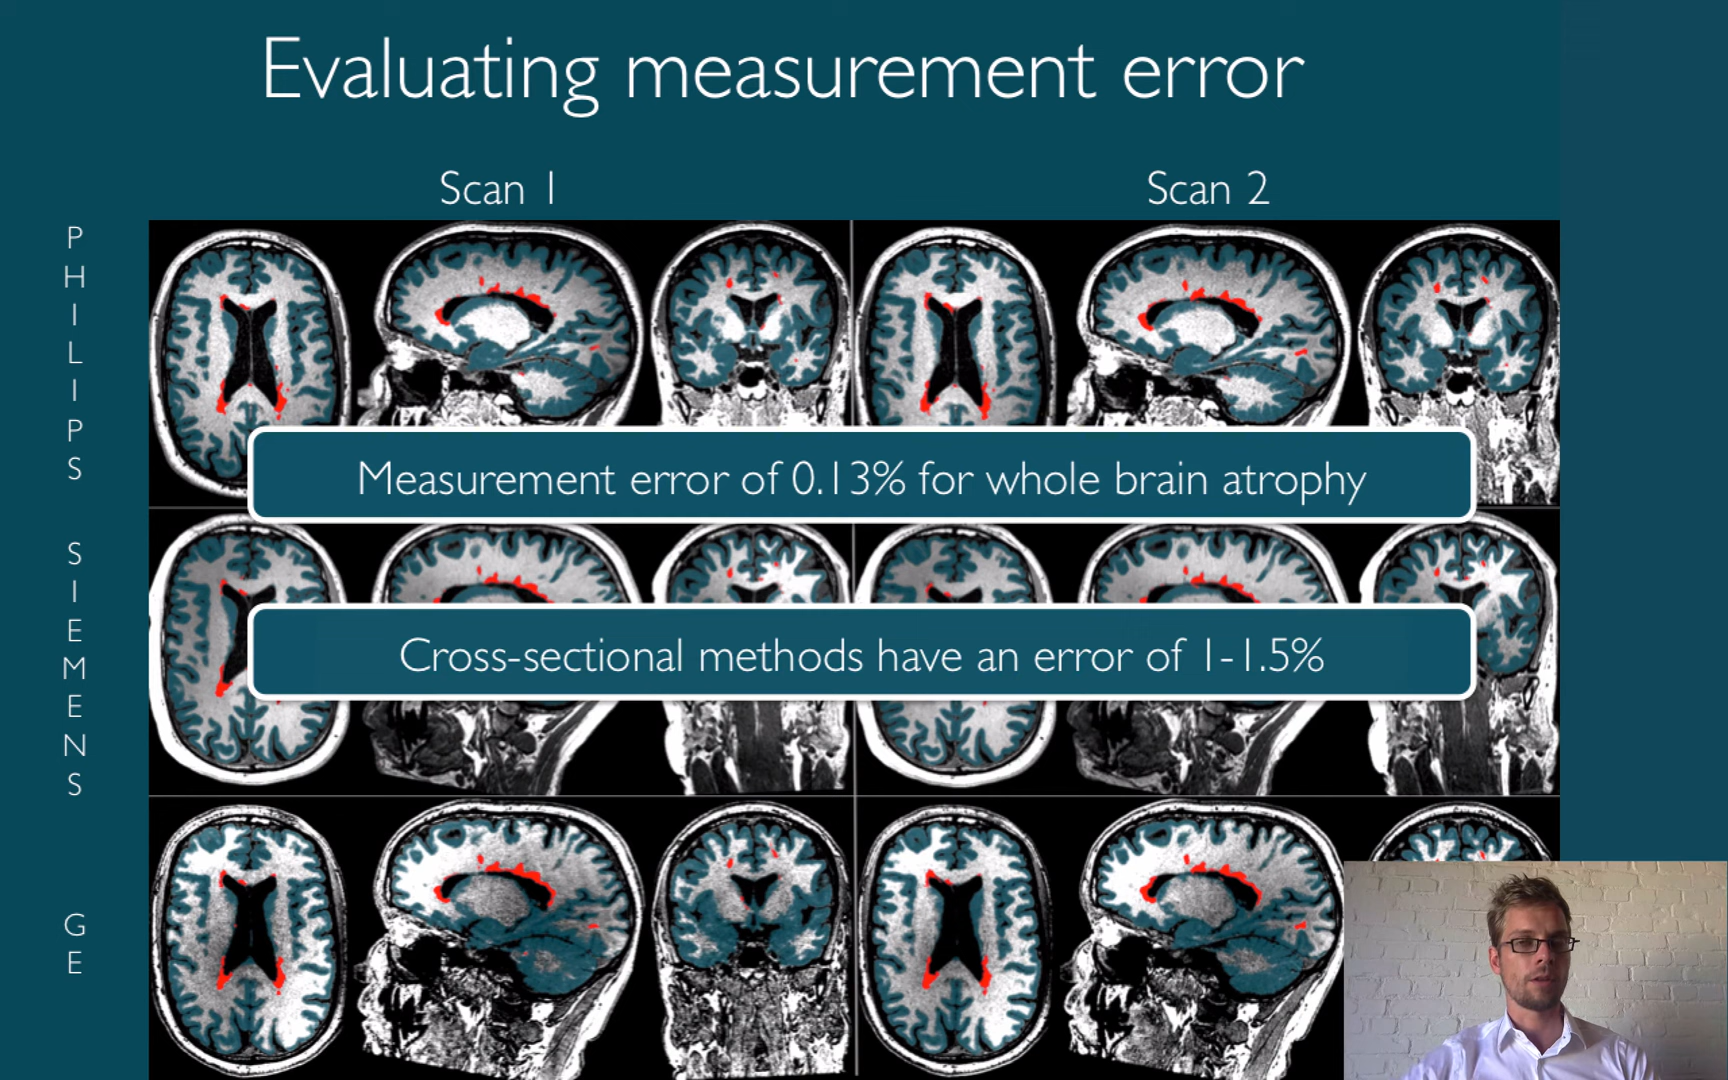 Evaluating measurement error
Scan 1
Scan 2
PHILIPS
SIEMENS
GE
Measurement error of 0.13% for whole brain atrophy
Cross-sectional methods have an error of 1-1.5%